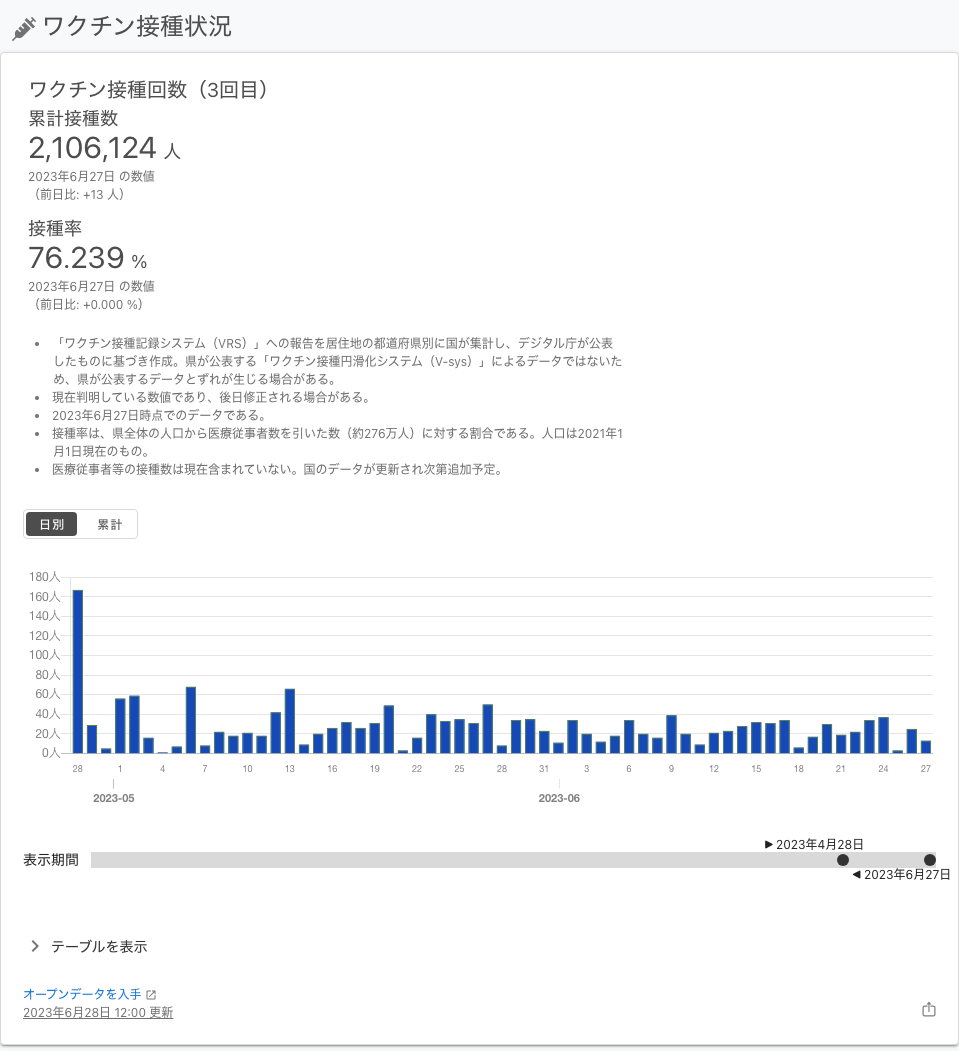 ワクチン接種状況
ワクチン接種回数（3回目）
累計接種数
2,106,124 人
2023年6月27日 の数値
（前日比: +13 人）
接種率
76.239 %
2023年6月27日 の数値
（前日比: +0.000 %）
• 「ワクチン接種記録システム（VRS）」への報告を居住地の都道府県別に国が集計し、デジタル庁が公表
したものに基づき作成。県が公表する「ワクチン接種円滑化システム（V-sys）」によるデータではないた
め、県が公表するデータとずれが生じる場合がある。
• 現在判明している数値であり、後日修正される場合がある。
• 2023年6月27日時点でのデータである。
• 接種率は、県全体の人口から医療従事者数を引いた数（約276万人）に対する割合である。人口は2021年1
月1日現在のもの。
• 医療従事者等の接種数は現在含まれていない。国のデータが更新され次第追加予定。
日別 累計
180人
160人
140人
120人
100人
80人
60人
40人
20人
0人
28 1 4 7 10 13 16 19 22 25 28 31 3 6 9 12 15 18 21 24 27
2023-05 2023-06
▶ 2023年4月28日
表示期間
◀ 2023年6月27日
テーブルを表示
オープンデータを入手
2023年6月28日 12:00 更新